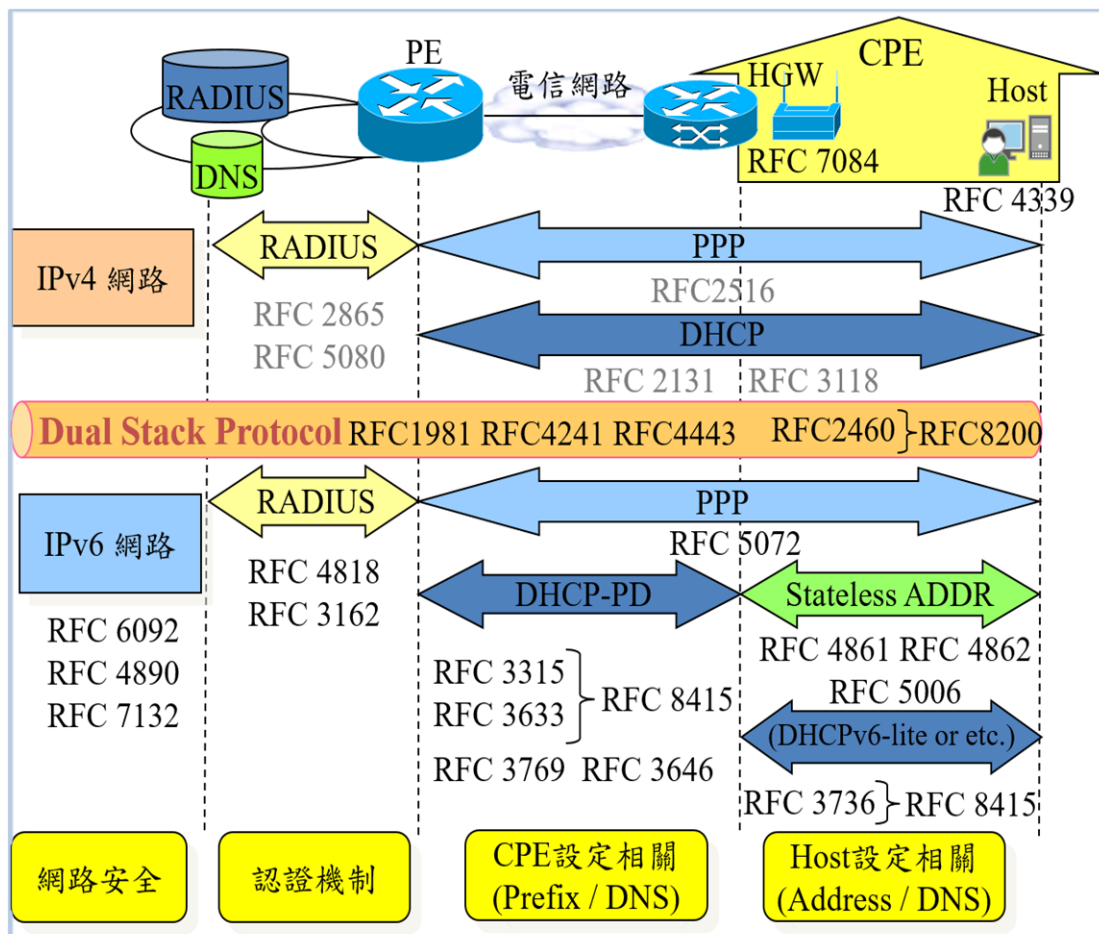 PE
電信網路
CPE
HGW
Host
RADIUS
DNS
RFC 7084
RFC 4339
IPv4 網路
RADIUS
PPP
RFC 2865
RFC 5080
RFC2516
DHCP
RFC 2131
RFC 3118
Dual Stack Protocol RFC1981 RFC4241 RFC4443 RFC2460 RFC8200
IPv6 網路
RADIUS
PPP
RFC 5072
RFC 4818
RFC 3162
DHCP-PD
Stateless ADDR
RFC 6092
RFC 4890
RFC 7132
RFC 3315
RFC 3633
RFC 8415
RFC 3769 RFC 3646
RFC 4861 RFC 4862
RFC 5006
(DHCPv6-lite or etc.)
RFC 3736 RFC 8415
網路安全
認證機制
CPE設定相關
(Prefix / DNS)
Host設定相關
(Address / DNS)